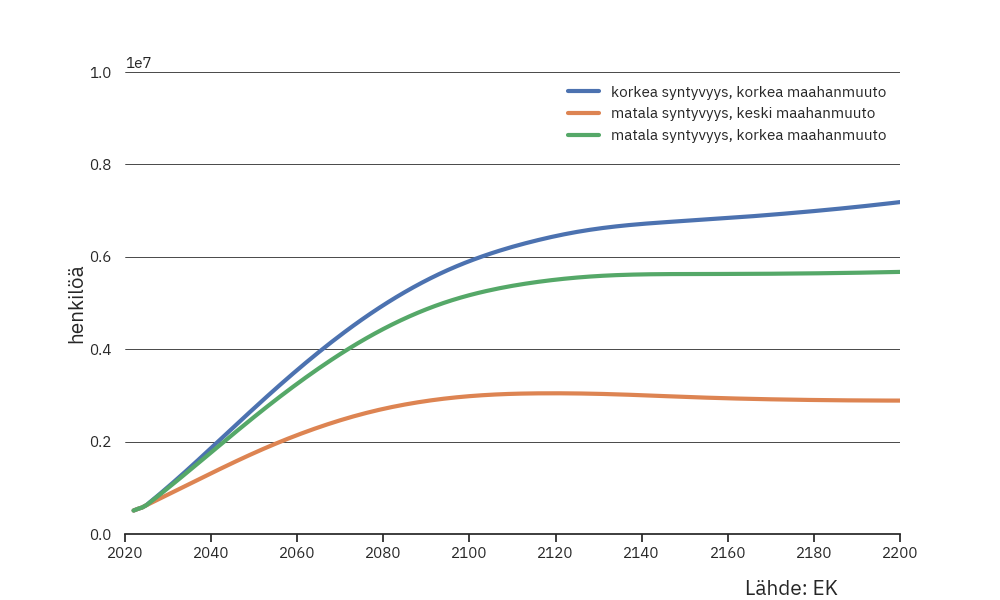 1e7
1.0
korkea syntyvyys, korkea maahanmuuto
matala syntyvyys, keski maahanmuuto
matala syntyvyys, korkea maahanmuuto
0.8
0.6
henkilöä
0.4
0.2
0.0
2020 2040 2060 2080 2100 2120 2140 2160 2180 2200
Lähde: EK